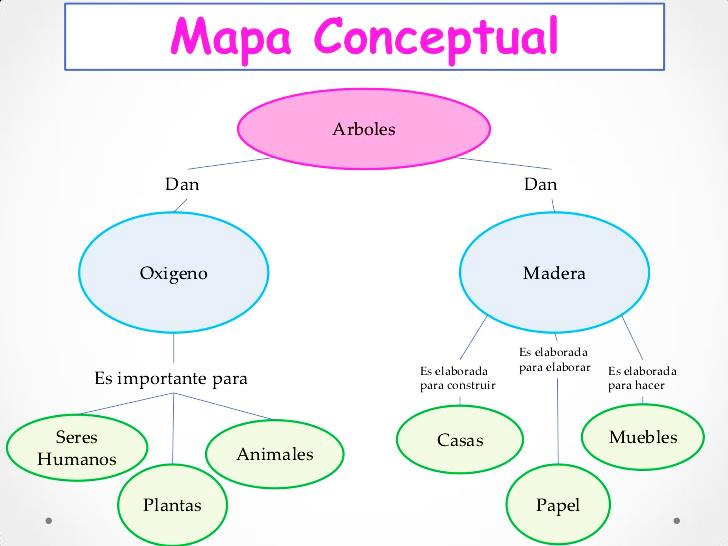 Mapa Conceptual
Arboles
Dan
Dan
Oxigeno
Madera
Es importante para
Es elaborada
para construir
Es elaborada
para elaborar
Es elaborada
para hacer
Seres
Humanos
Plantas
Animales
Casas
Papel
Muebles